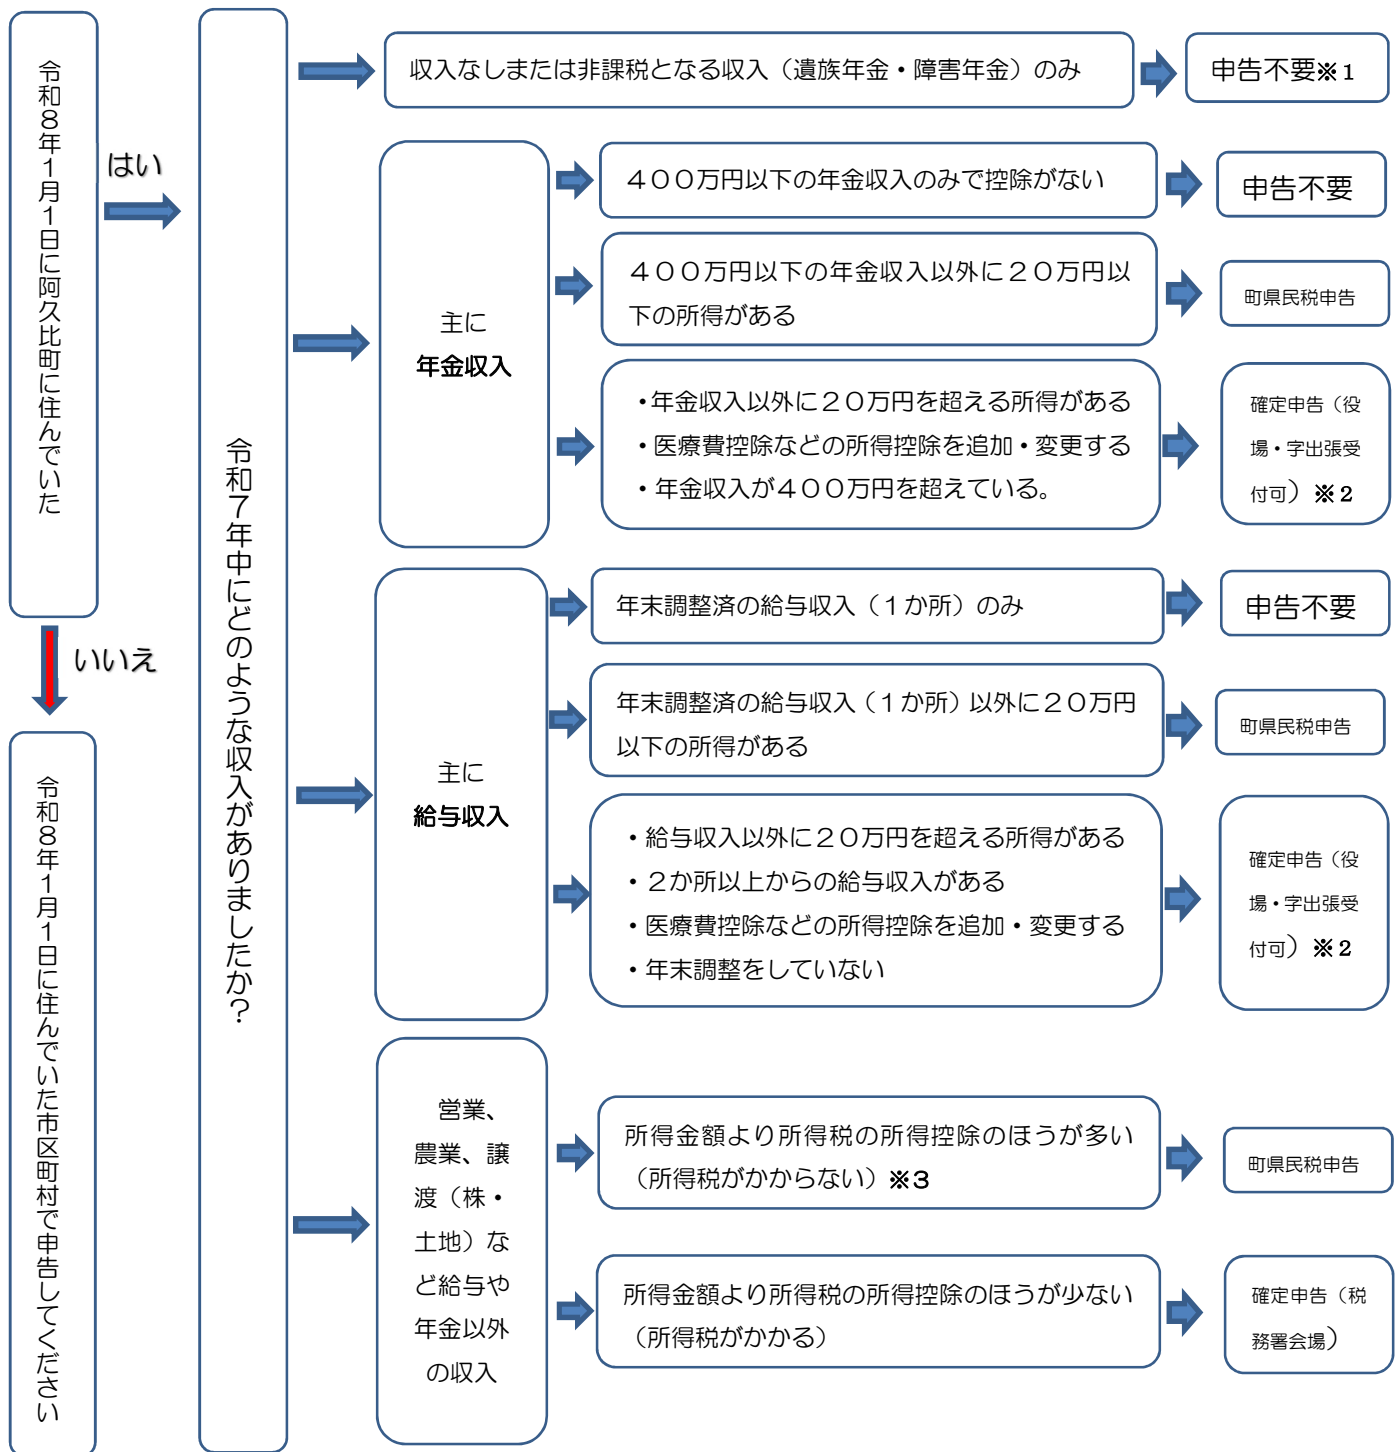 令和８年１月１日に阿久比町に住んでいた
はい
いいえ
令和８年１月１日に住んでいた市区町村で申告してください
令和７年中にどのような収入がありましたか？
収入なしまたは非課税となる収入（遺族年金・障害年金）のみ
申告不要※１
主に
年金収入
４００万円以下の年金収入のみで控除がない
申告不要
４００万円以下の年金収入以外に２０万円以
下の所得がある
町県民税申告
・年金収入以外に２０万円を超える所得がある
・医療費控除などの所得控除を追加・変更する
・年金収入が４００万円を超えている。
確定申告（役
場・字出張受
付可）※２
主に
給与収入
年末調整済の給与収入（１か所）のみ
申告不要
年末調整済の給与収入（１か所）以外に２０万円
以下の所得がある
町県民税申告
・給与収入以外に２０万円を超える所得がある
・２か所以上からの給与収入がある
・医療費控除などの所得控除を追加・変更する
・年末調整をしていない
確定申告（役
場・字出張受
付可）※２
営業、
農業、譲
渡（株・
土地）な
ど給与や
年金以外
の収入
所得金額より所得税の所得控除のほうが多い
（所得税がかからない）※３
町県民税申告
所得金額より所得税の所得控除のほうが少ない
（所得税がかかる）
確定申告（税
務署会場）